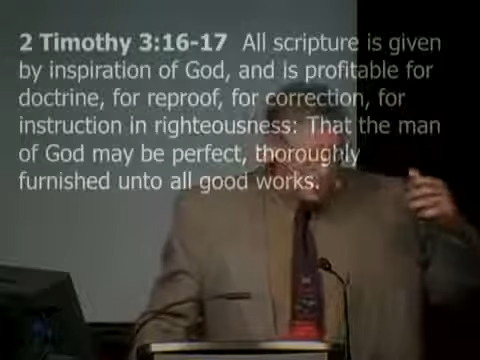 2 Timothy 3:16-17 All scripture is given
by inspiration of God, and is profitable for
doctrine, for reproof, for correction, for
instruction in righteousness: That the man
of God may be perfect, thoroughly
furnished unto all good works.